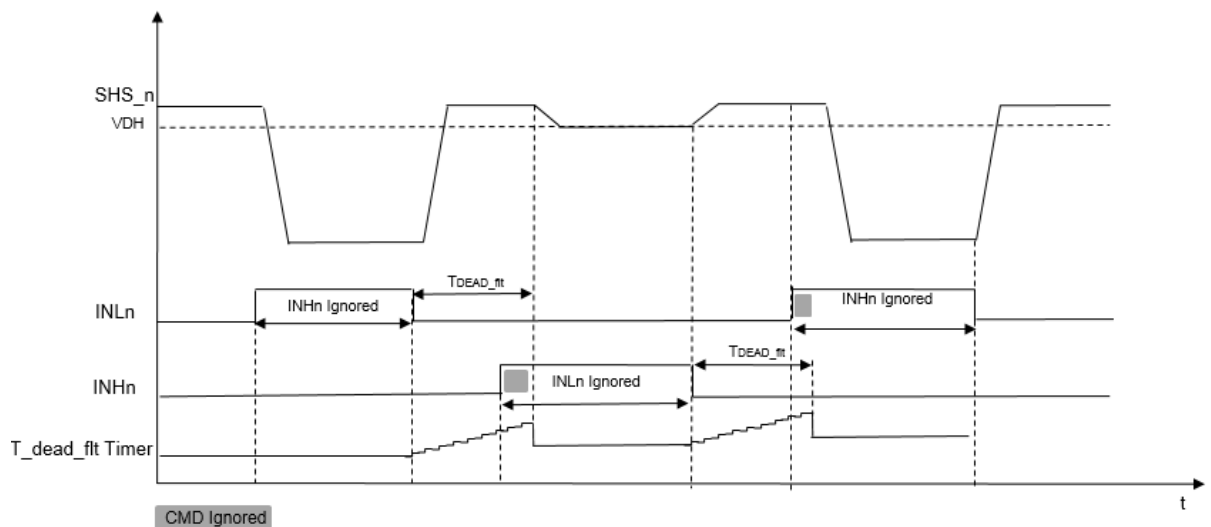 SHS_n
VDH
TDEAD_flt
INHn Ignored
INHn Ignored
INLn
TDEAD_flt
INLn Ignored
INHn
T_dead_flt Timer
t
CMD Ignored